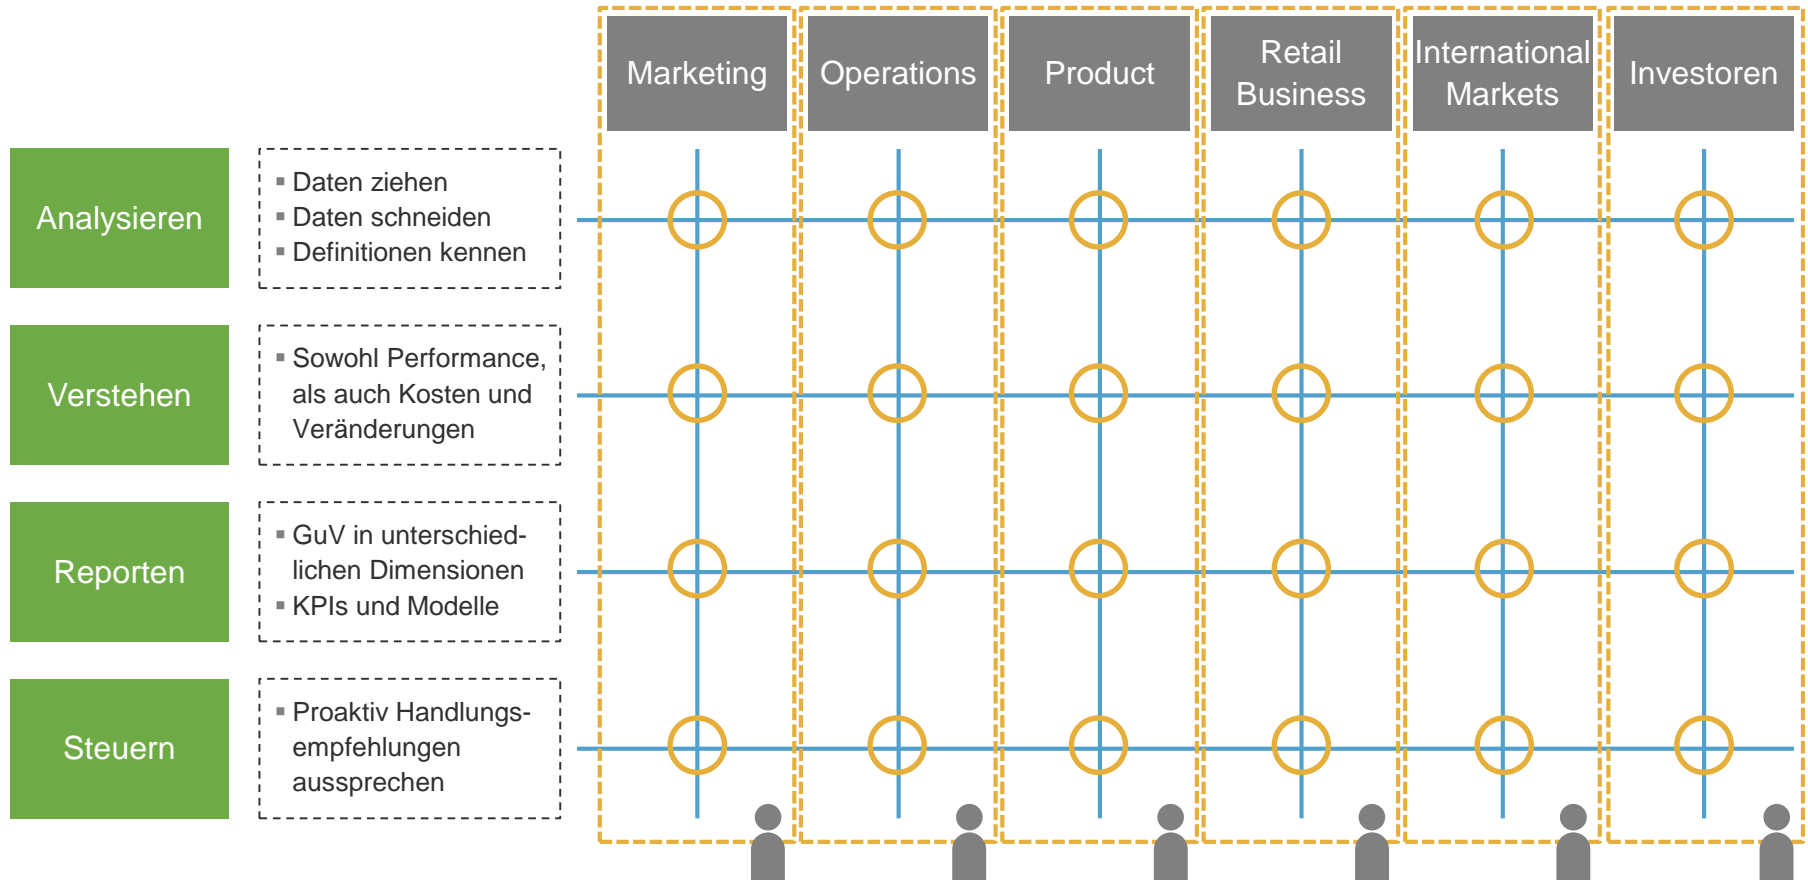 Marketing
Operations
Product
Retail
Business
International
Markets
Investoren
Analysieren
▪ Daten ziehen
▪ Daten schneiden
▪ Definitionen kennen
Verstehen
▪ Sowohl Performance,
als auch Kosten und
Veränderungen
Reporten
▪ GuV in unterschied-
lichen Dimensionen
▪ KPIs und Modelle
Steuern
▪ Proaktiv Handlungs-
empfehlungen
aussprechen